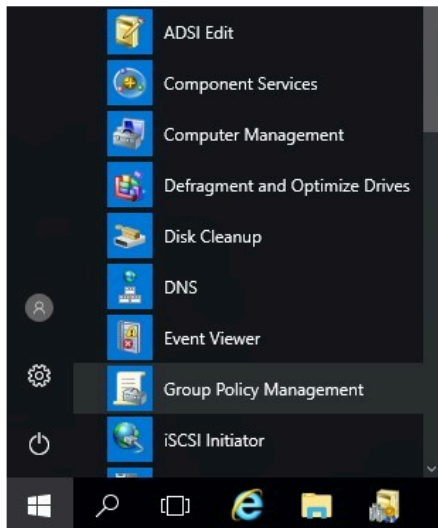 ADSI Edit
Component Services
Computer Management
Defragment and Optimize Drives
Disk Cleanup
DNS
Event Viewer
Group Policy Management
iSCSI Initiator